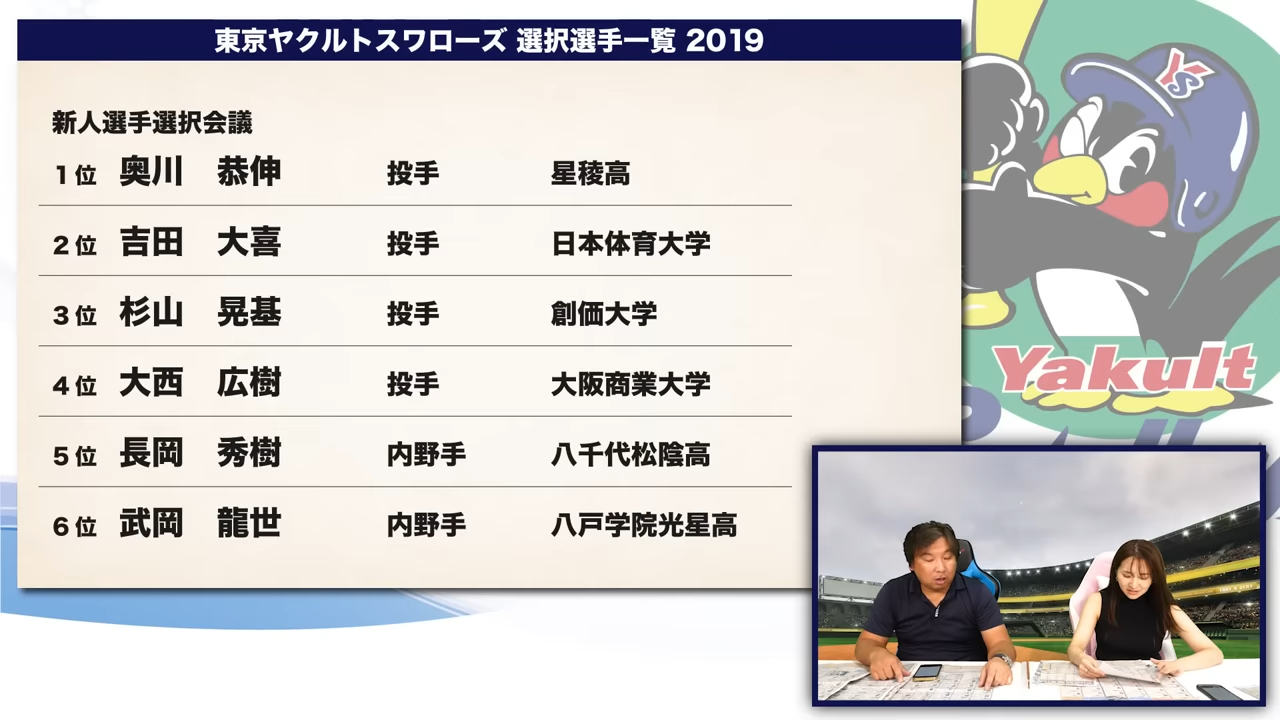 東京ヤクルトスワローズ 選択選手一覧 2019
新人選手選択会議
1位 奥川 恭伸 投手 星稜高
2位 吉田 大喜 投手 日本体育大学
3位 杉山 晃基 投手 創価大学
4位 大西 広樹 投手 大阪商業大学
5位 長岡 秀樹 内野手 八千代松陰高
6位 武岡 龍世 内野手 八戸学院光星高
YS
Yakult